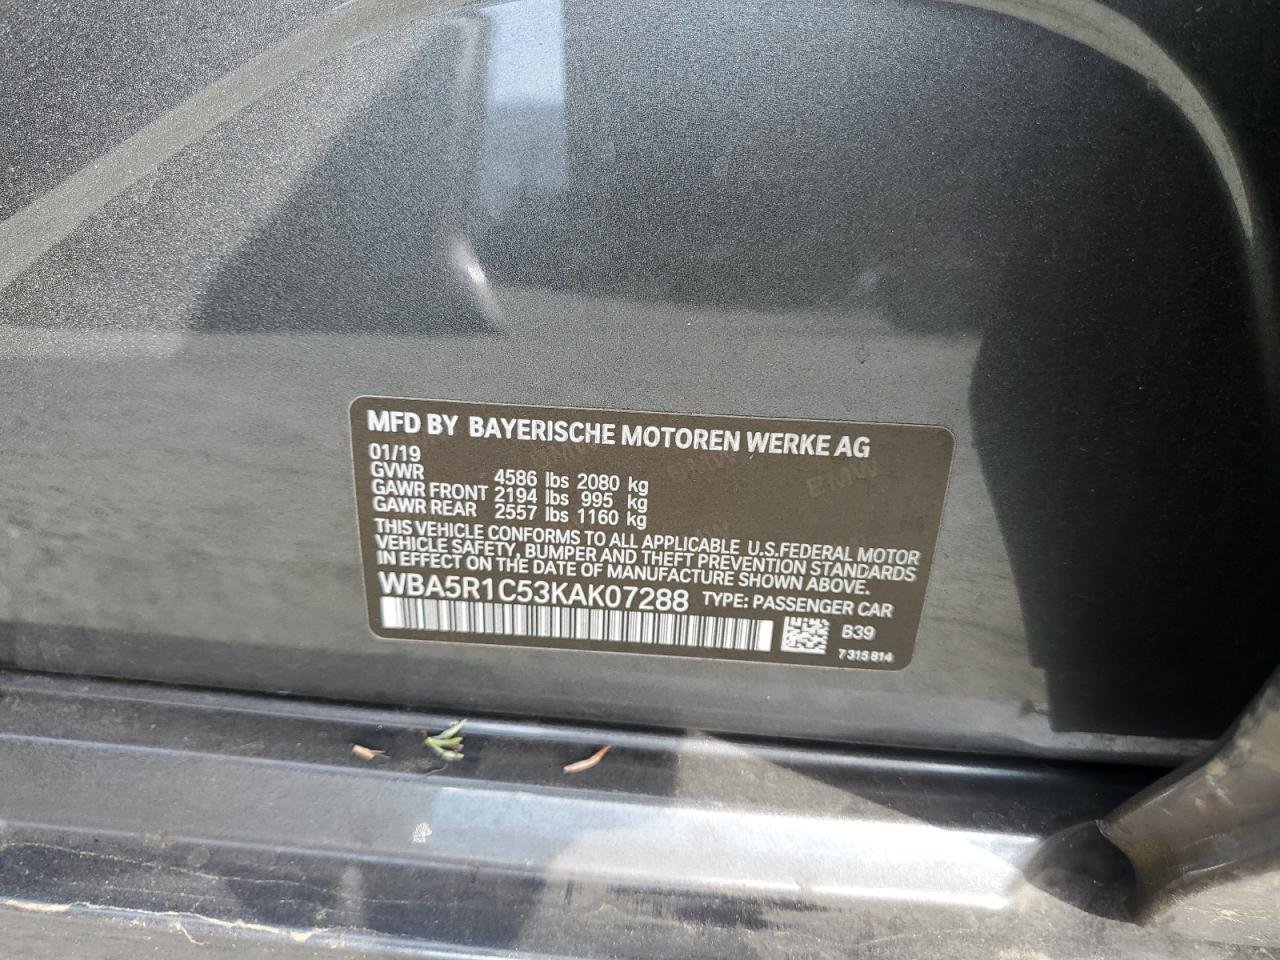 MFD BY BAYERISCHE MOTOREN WERKE AG
01/19
GVWR 4586 lbs 2080 kg
GAWR FRONT 2194 lbs 995 kg
GAWR REAR 2557 lbs 1160 kg
THIS VEHICLE CONFORMS TO ALL APPLICABLE U.S.FEDERAL MOTOR
VEHICLE SAFETY, BUMPER AND THEFT PREVENTION STANDARDS
IN EFFECT ON THE DATE OF MANUFACTURE SHOWN ABOVE.
WBA5R1C53KAK07288 TYPE: PASSENGER CAR
B39
7 315 814